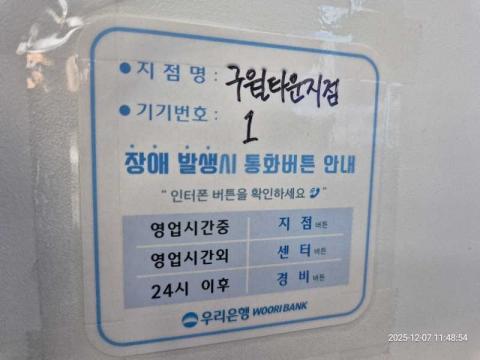 • 지점명 : 구월타운지점
• 기기번호 : 1
장애 발생시 통화버튼 안내
" 인터폰 버튼을 확인하세요 "
영업시간중 지점 버튼
영업시간외 센터 버튼
24시 이후 경비 버튼
우리은행 WOORI BANK
2025-12-07 11:48:54